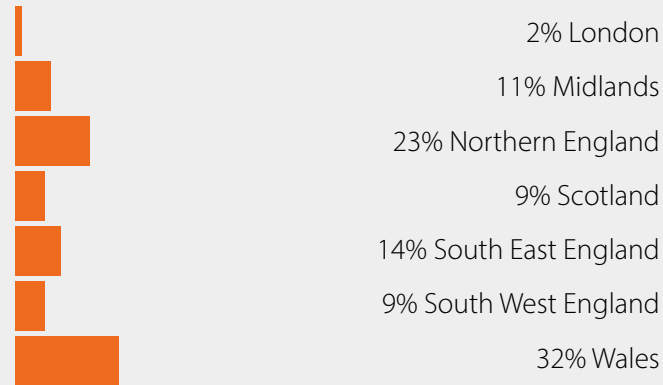 2% London
11% Midlands
23% Northern England
9% Scotland
14% South East England
9% South West England
32% Wales